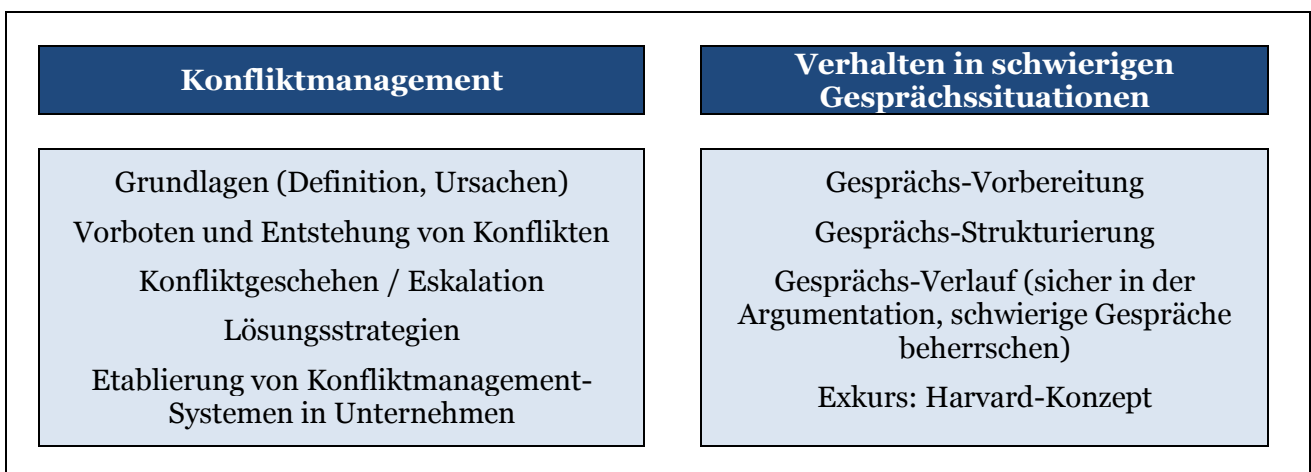 Konfliktmanagement
Grundlagen (Definition, Ursachen)
Vorboten und Entstehung von Konflikten
Konfliktgeschehen / Eskalation
Lösungsstrategien
Etablierung von Konfliktmanagement-
Systemen in Unternehmen
Verhalten in schwierigen
Gesprächssituationen
Gesprächs-Vorbereitung
Gesprächs-Strukturierung
Gesprächs-Verlauf (sicher in der
Argumentation, schwierige Gespräche
beherrschen)
Exkurs: Harvard-Konzept